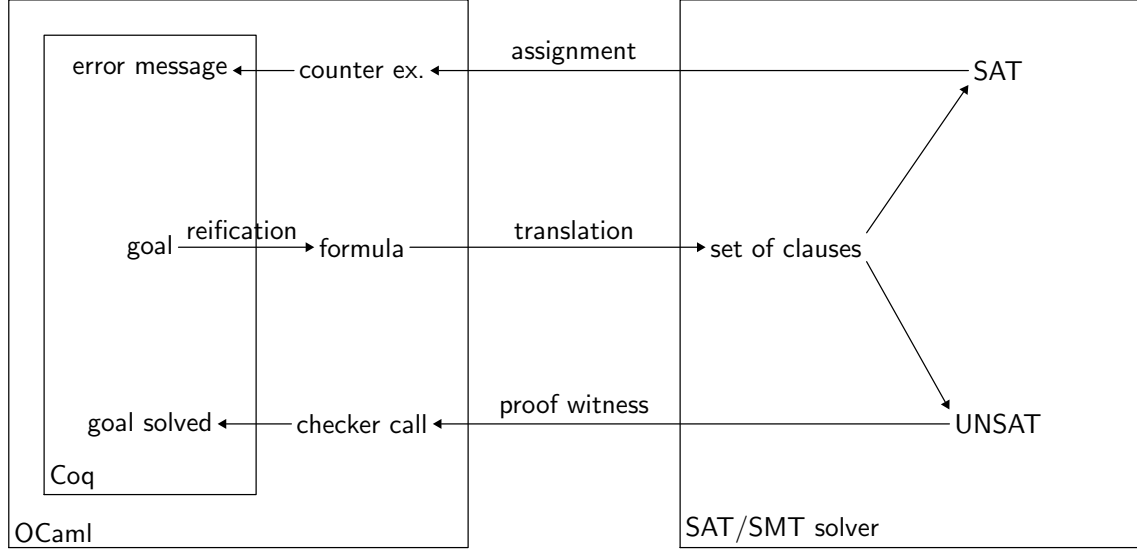 assignment
error message
counter ex.
SAT
reification
translation
goal
formula
set of clauses
proof witness
goal solved
checker call
UNSAT
Coq
OCaml
SAT/SMT solver